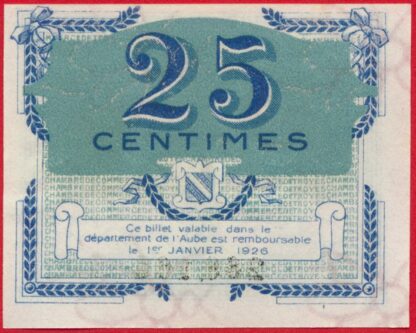 25
CENTIMES
Ce billet valable dans le
département de l'Aube est remboursable
le 1er JANVIER 1926